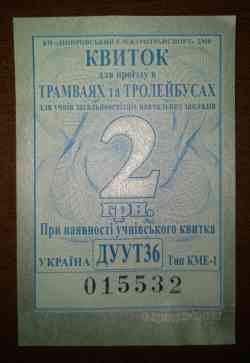 КП «ДНІПРОВСЬКИЙ ЕЛЕКТРОТРАНСПОРТ»
КВИТОК
для проїзду в
ТРАМВАЯХ та ТРОЛЕЙБУСАХ
для учнів загальноосвітніх навчальних закладів
2
грн.
При наявності учнівського квитка
УКРАЇНА ДУУТ36 Тип КМЕ-1
015532